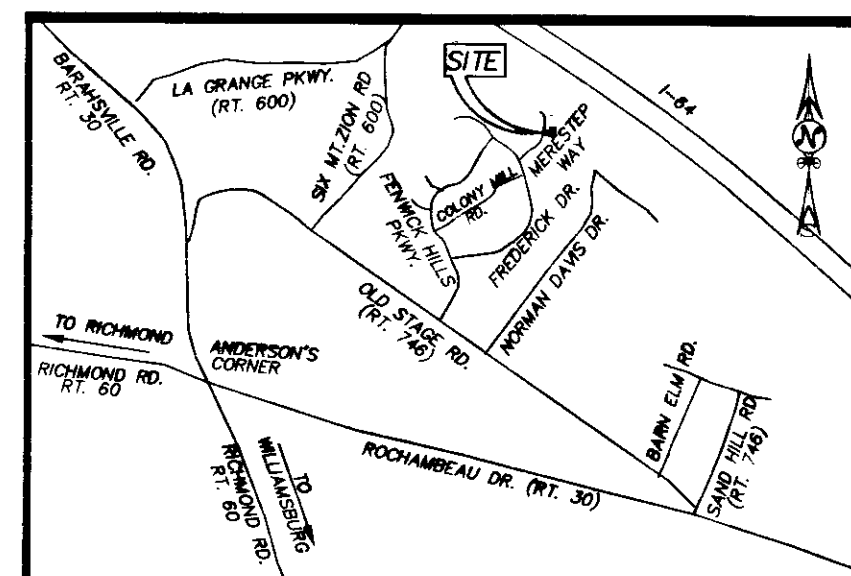 SITE
I-64
N
BARAHSVILLE RD.
RT. 30
LA GRANGE PKWY.
(RT. 600)
SIX MT.ZION RD
(RT. 600)
MERESTEP
WAY
COLONY MILL
RD.
FENWICK HILLS
PKWY.
FREDERICK DR.
NORMAN DAVIS DR.
OLD STAGE RD.
(RT. 746)
TO RICHMOND
RICHMOND RD.
RT. 60
ANDERSON'S
CORNER
BARN ELM RD.
SAND HILL RD
(RT. 746)
ROCHAMBEAU DR. (RT. 30)
RICHMOND RD.
RT. 60
TO
WILLIAMSBURG